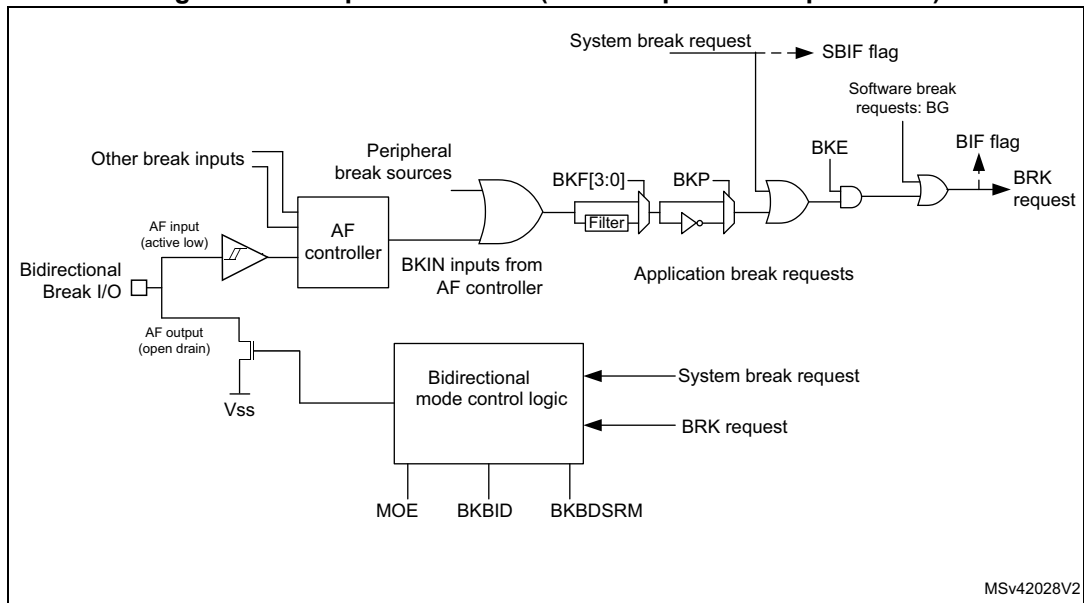 System break request
SBIF flag
Software break
requests: BG
BIF flag
BRK
request
BKE
Other break inputs
Peripheral
break sources
BKF[3:0]
BKP
Filter
AF input
(active low)
AF
controller
BKIN inputs from
AF controller
Application break requests
Bidirectional
Break I/O
AF output
(open drain)
Vss
Bidirectional
mode control logic
System break request
BRK request
MOE
BKBID
BKBDSRM
MSv42028V2